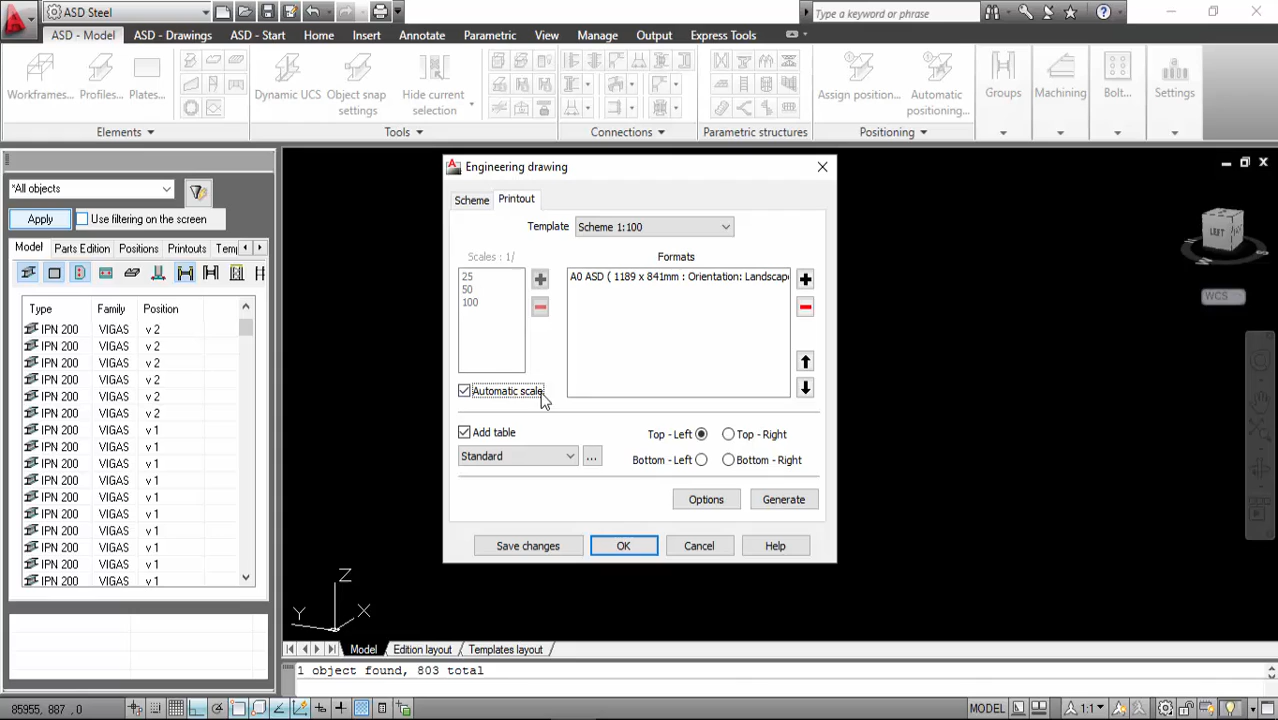 ASD Steel
Type a keyword or phrase
ASD - Model
ASD - Drawings
ASD - Start
Home
Insert
Annotate
Parametric
View
Manage
Output
Express Tools
Workframes...
Profiles...
Plates...
Dynamic UCS
Object snap
settings
Hide current
selection
Assign position...
Automatic
positioning...
Groups
Machining
Bolt...
Settings
Elements
Tools
Connections
Parametric structures
Positioning
*All objects
Apply
Use filtering on the screen
Model
Parts Edition
Positions
Printouts
Type
Family
Position
IPN 200 VIGAS v 2
IPN 200 VIGAS v 2
IPN 200 VIGAS v 2
IPN 200 VIGAS v 2
IPN 200 VIGAS v 2
IPN 200 VIGAS v 2
IPN 200 VIGAS v 1
IPN 200 VIGAS v 1
IPN 200 VIGAS v 1
IPN 200 VIGAS v 1
IPN 200 VIGAS v 1
IPN 200 VIGAS v 1
IPN 200 VIGAS v 1
IPN 200 VIGAS v 1
IPN 200 VIGAS v 1
IPN 200 VIGAS v 1
Engineering drawing
Scheme
Printout
Template
Scheme 1:100
Scales : 1/
Formats
25
50
100
A0 ASD ( 1189 x 841mm : Orientation: Landscap
Automatic scale
Add table
Standard
...
Top - Left
Top - Right
Bottom - Left
Bottom - Right
Options
Generate
Save changes
OK
Cancel
Help
LEFT
WCS
Z
Y
X
Model
Edition layout
Templates layout
1 object found, 803 total
85955, 887 , 0
MODEL
1:1